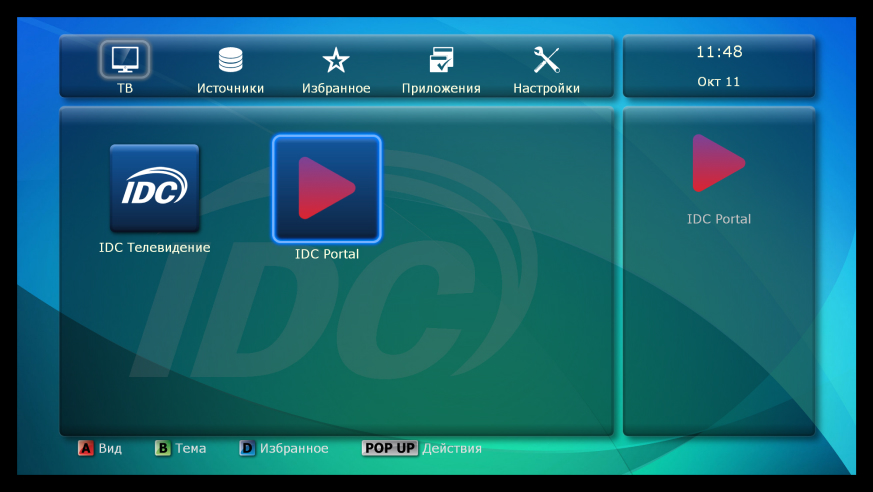 ТВ
Источники
Избранное
Приложения
Настройки
11:48
Окт 11
IDC
IDC Телевидение
IDC Portal
IDC Portal
IDC
A Вид
B Тема
D Избранное
POP UP Действия